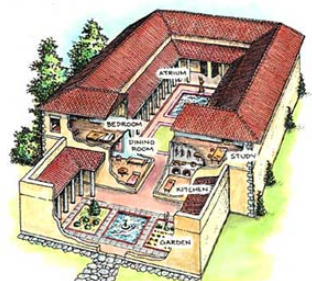 ATRIUM
BEDROOM
DINING
ROOM
STUDY
KITCHEN
GARDEN